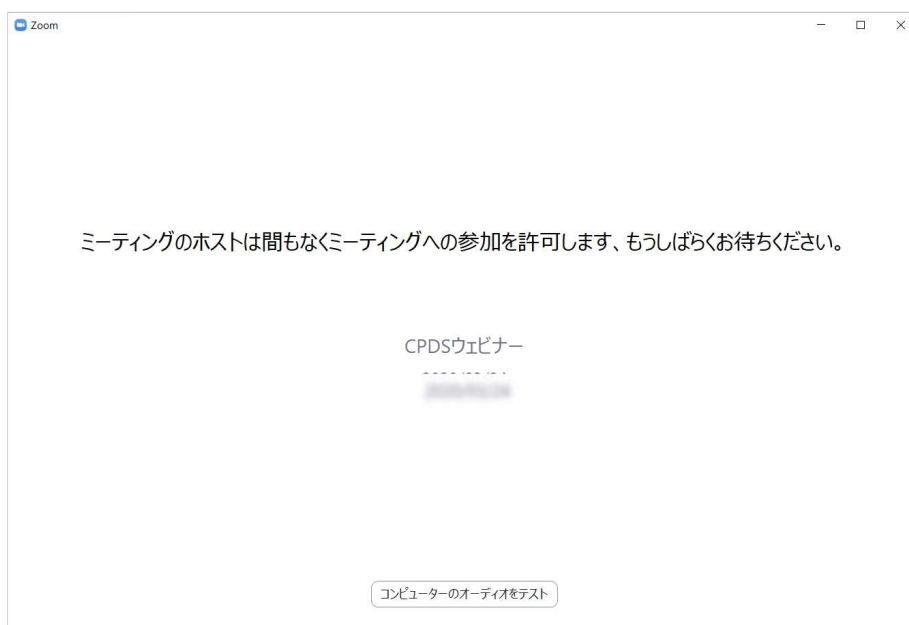 Zoom
ミーティングのホストは間もなくミーティングへの参加を許可します、もうしばらくお待ちください。
CPDSウェビナー
コンピューターのオーディオをテスト